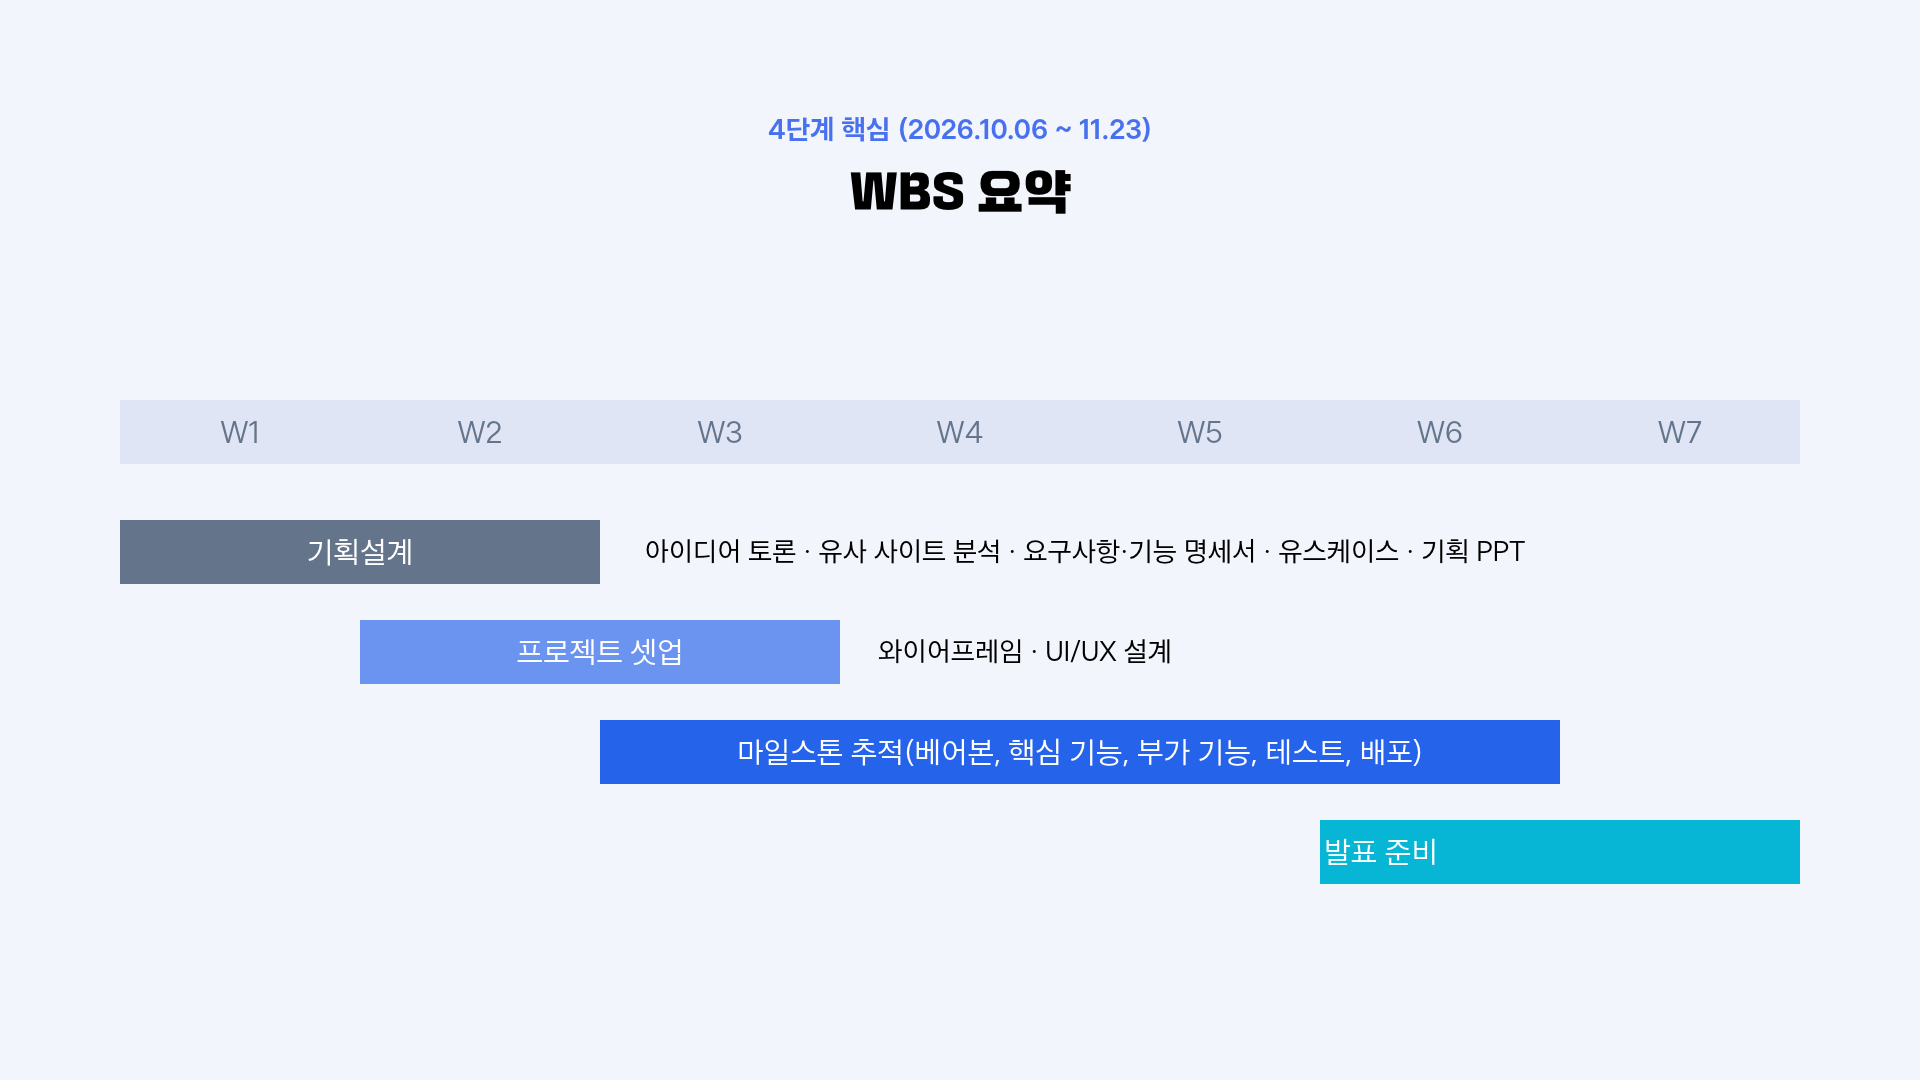 4단계 핵심 (2026.10.06 ~ 11.23)
WBS 요약
W1 W2 W3 W4 W5 W6 W7
기획설계 아이디어 토론 · 유사 사이트 분석 · 요구사항·기능 명세서 · 유스케이스 · 기획 PPT
프로젝트 셋업 와이어프레임 · UI/UX 설계
마일스톤 추적(베어본, 핵심 기능, 부가 기능, 테스트, 배포)
발표 준비